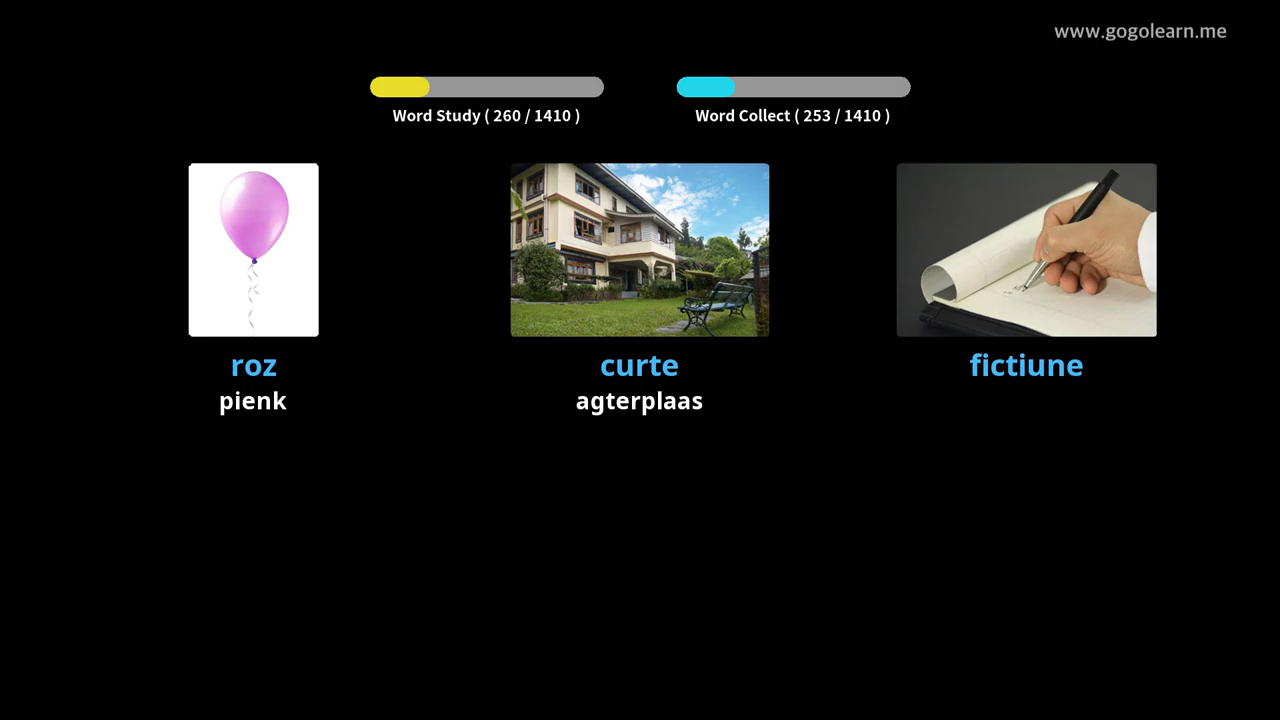 www.gogolearn.me
Word Study ( 260 / 1410 )
Word Collect ( 253 / 1410 )
roz
pienk
curte
agterplaas
fictiune